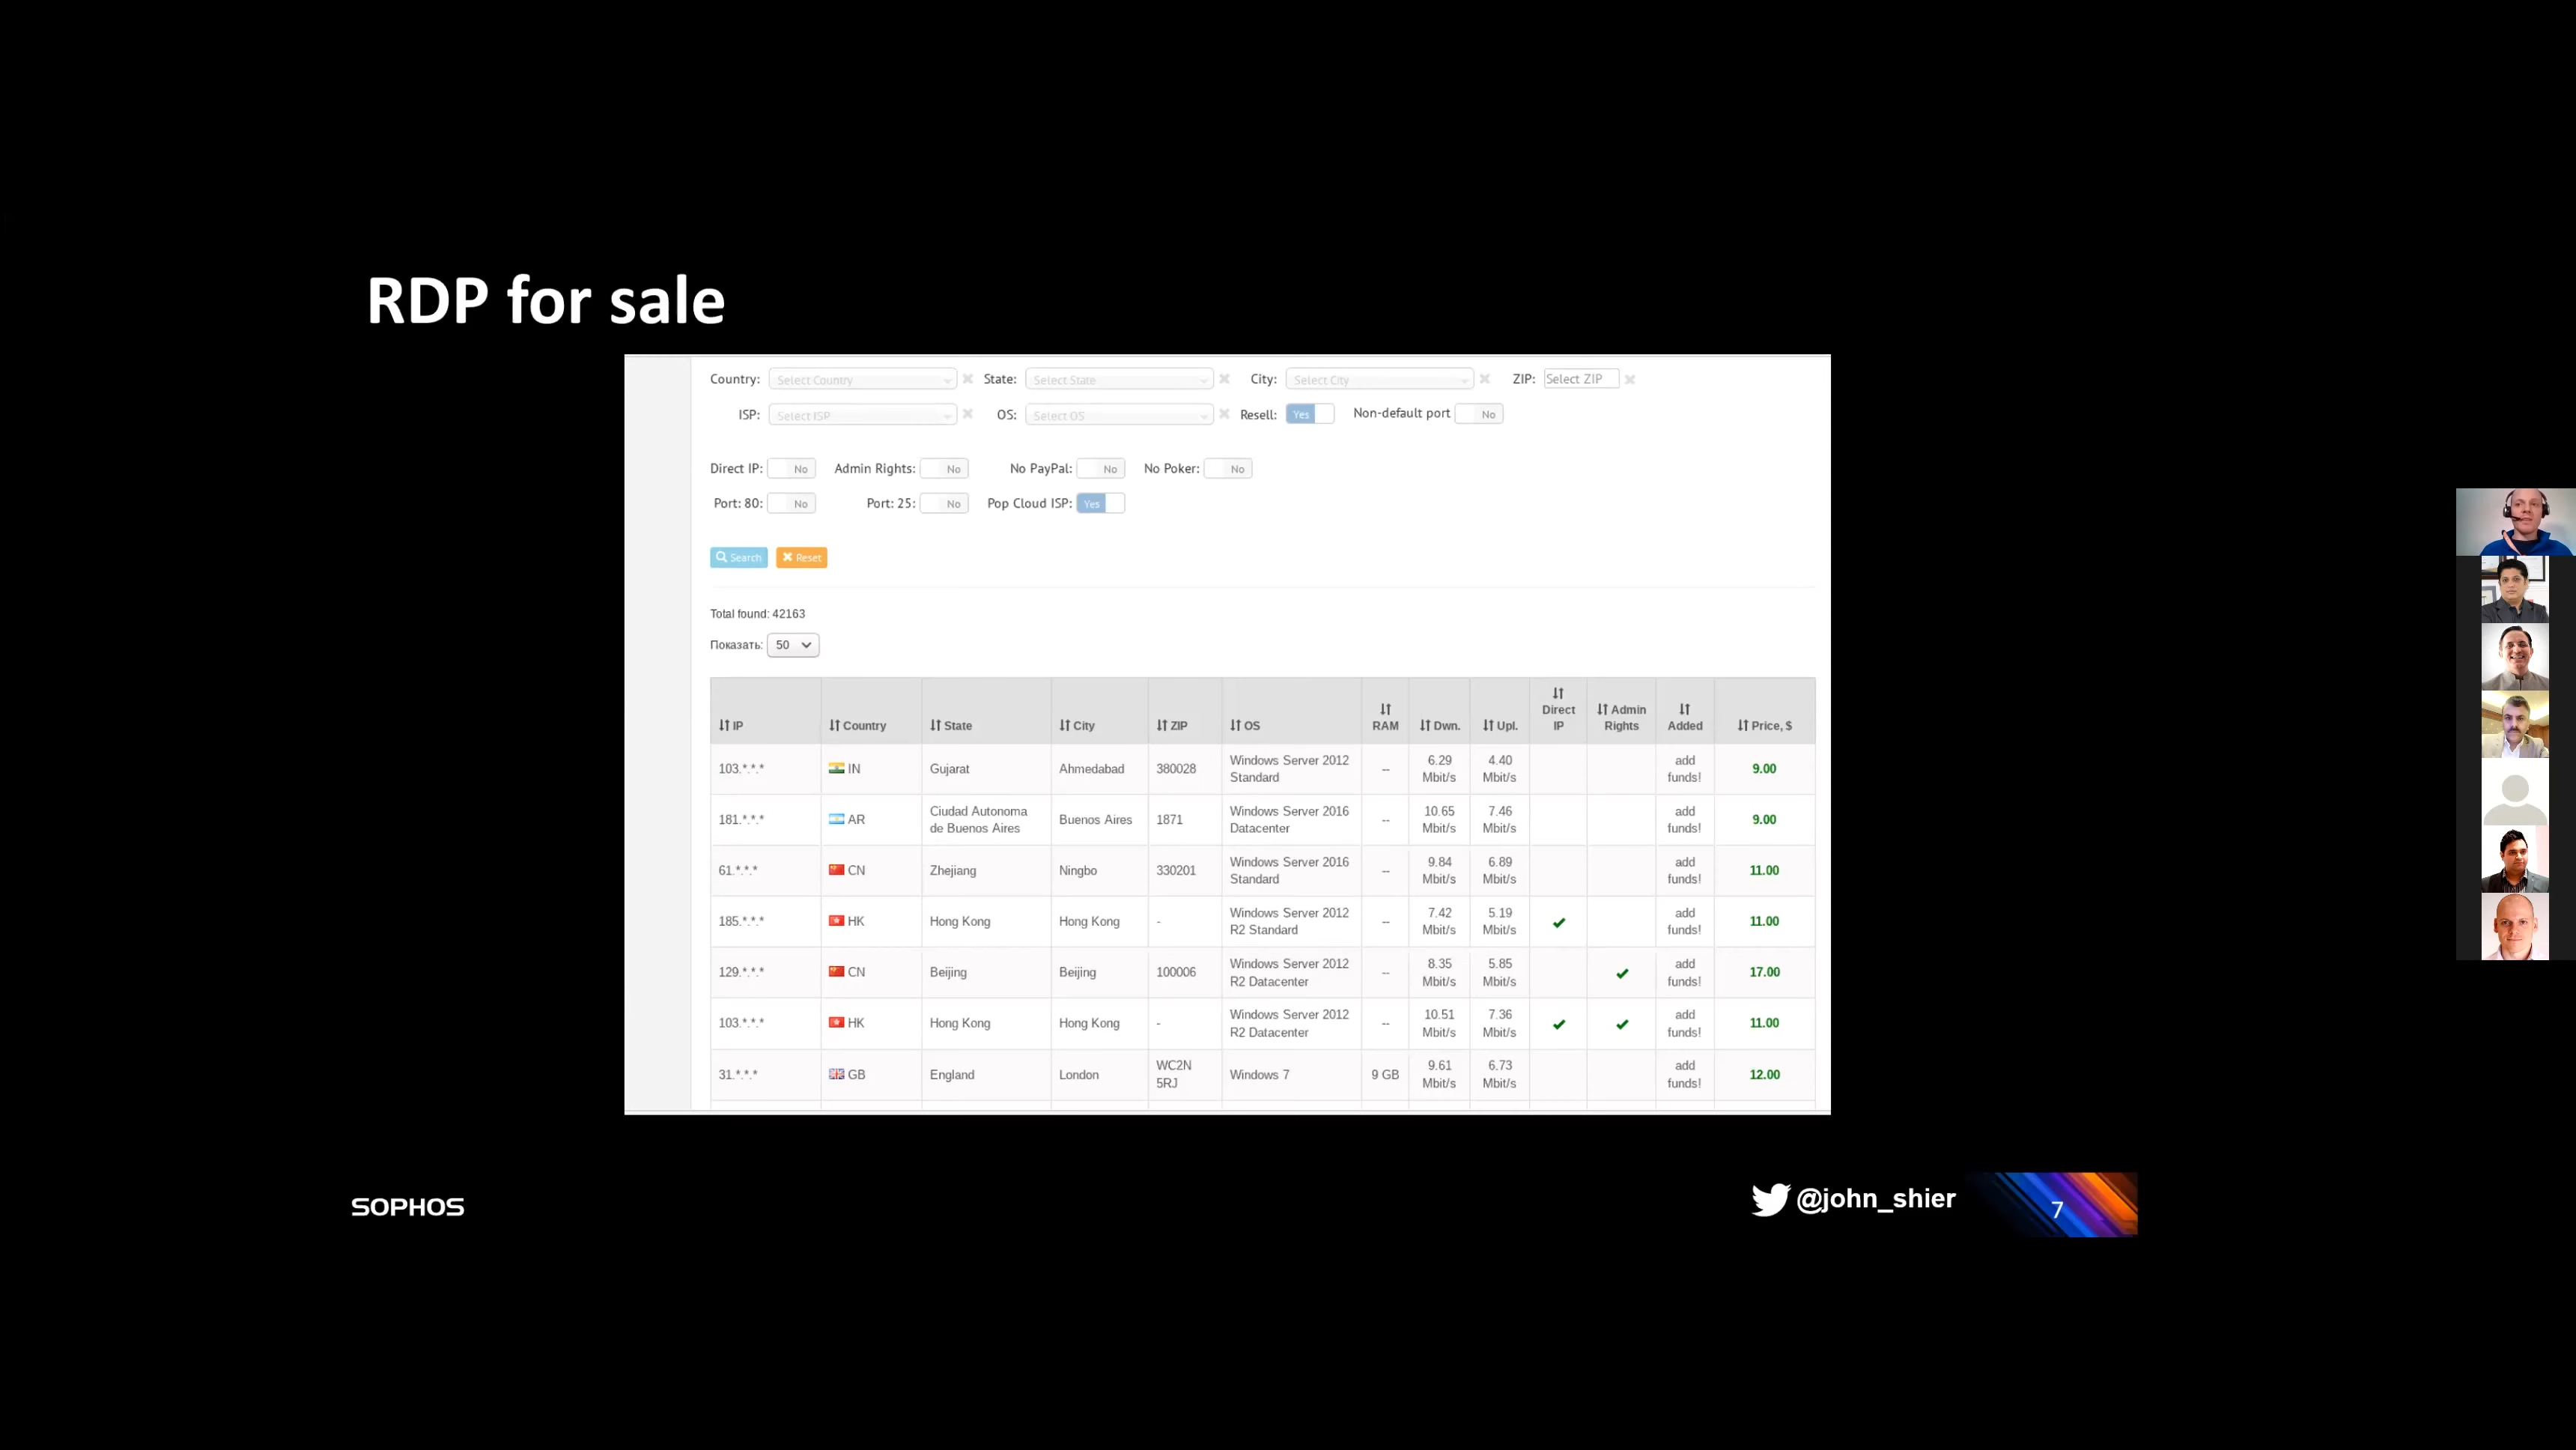 RDP for sale
Country: Select Country State: Select State City: Select City ZIP: Select ZIP
ISP: Select ISP OS: Select OS Resell: Yes Non-default port No
Direct IP: No Admin Rights: No No PayPal: No No Poker: No
Port: 80: No Port: 25: No Pop Cloud ISP: Yes
Search Reset
Total found: 42163
Показать: 50
IP Country State City ZIP OS RAM Dwn. Upl. Direct IP Admin Rights Added Price, $
103.*.*.* IN Gujarat Ahmedabad 380028 Windows Server 2012 Standard -- 6.29 Mbit/s 4.40 Mbit/s add funds! 9.00
181.*.*.* AR Ciudad Autonoma de Buenos Aires Buenos Aires 1871 Windows Server 2016 Datacenter -- 10.65 Mbit/s 7.46 Mbit/s add funds! 9.00
61.*.*.* CN Zhejiang Ningbo 330201 Windows Server 2016 Standard -- 9.84 Mbit/s 6.89 Mbit/s add funds! 11.00
185.*.*.* HK Hong Kong Hong Kong - Windows Server 2012 R2 Standard -- 7.42 Mbit/s 5.19 Mbit/s add funds! 11.00
129.*.*.* CN Beijing Beijing 100006 Windows Server 2012 R2 Datacenter -- 8.35 Mbit/s 5.85 Mbit/s add funds! 17.00
103.*.*.* HK Hong Kong Hong Kong - Windows Server 2012 R2 Datacenter -- 10.51 Mbit/s 7.36 Mbit/s add funds! 11.00
31.*.*.* GB England London WC2N 5RJ Windows 7 9 GB 9.61 Mbit/s 6.73 Mbit/s add funds! 12.00
SOPHOS
@john_shier
7